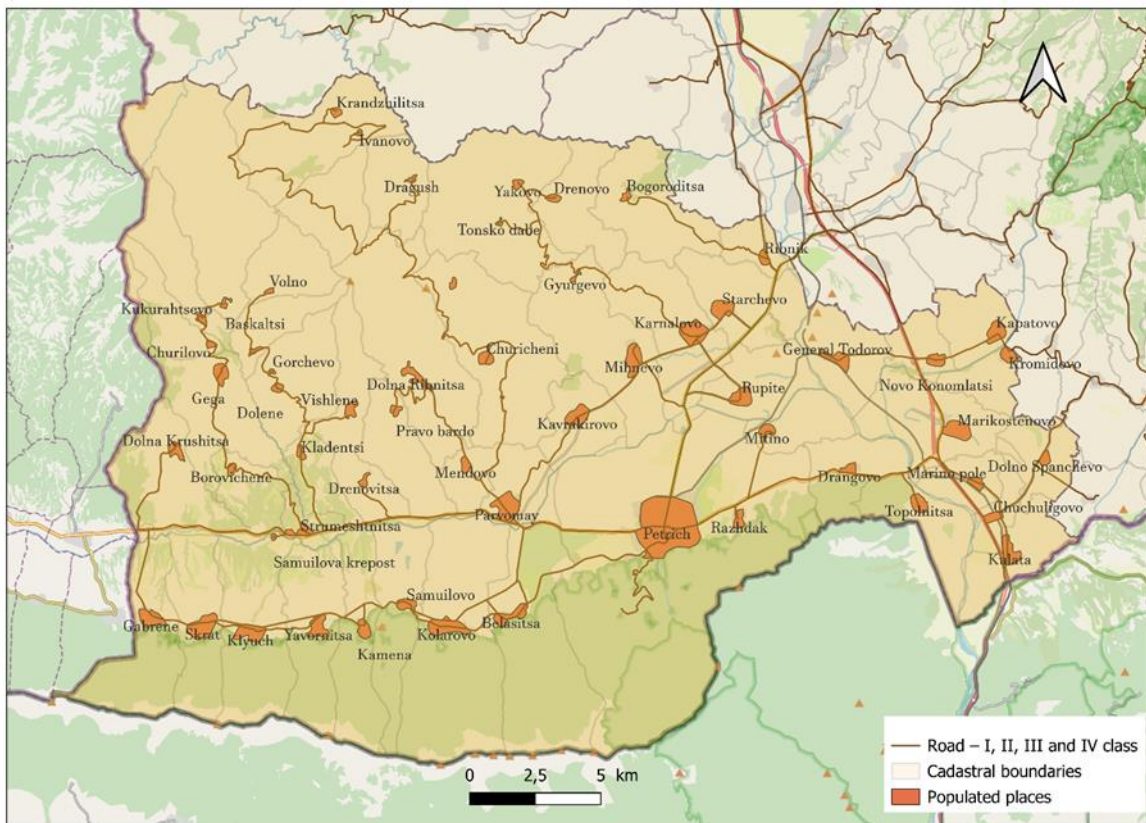 Krandzhilitsa
Ivanovo
Dragush
Yakovo
Drenovo
Bogoroditsa
Tonsko dabe
Ribnik
Gyurgevo
Volno
Kukurahtsevo
Baskaltsi
Starchevo
Karnalovo
Kapatovo
Churilovo
Gorchevo
Churicheni
Mihnevo
General Todorov
Kromidovo
Dolna Ribnitsa
Novo Konomlatsi
Gega
Dolene
Vishlene
Rupite
Pravo bardo
Kavrakirovo
Mitino
Marikostenovo
Dolna Krushitsa
Kladentsi
Borovichene
Mendovo
Drangovo
Marino pole
Dolno Spanchevo
Drenovitsa
Topolnitsa
Chuchuligovo
Parvomay
Strumeshtnitsa
Petrich
Razhdak
Samuilova krepost
Kulata
Samuilovo
Gabrene
Skrat
Klyuch
Yavornitsa
Kolarovo
Belasitsa
Kamena
Road – I, II, III and IV class
Cadastral boundaries
Populated places
0 2,5 5 km